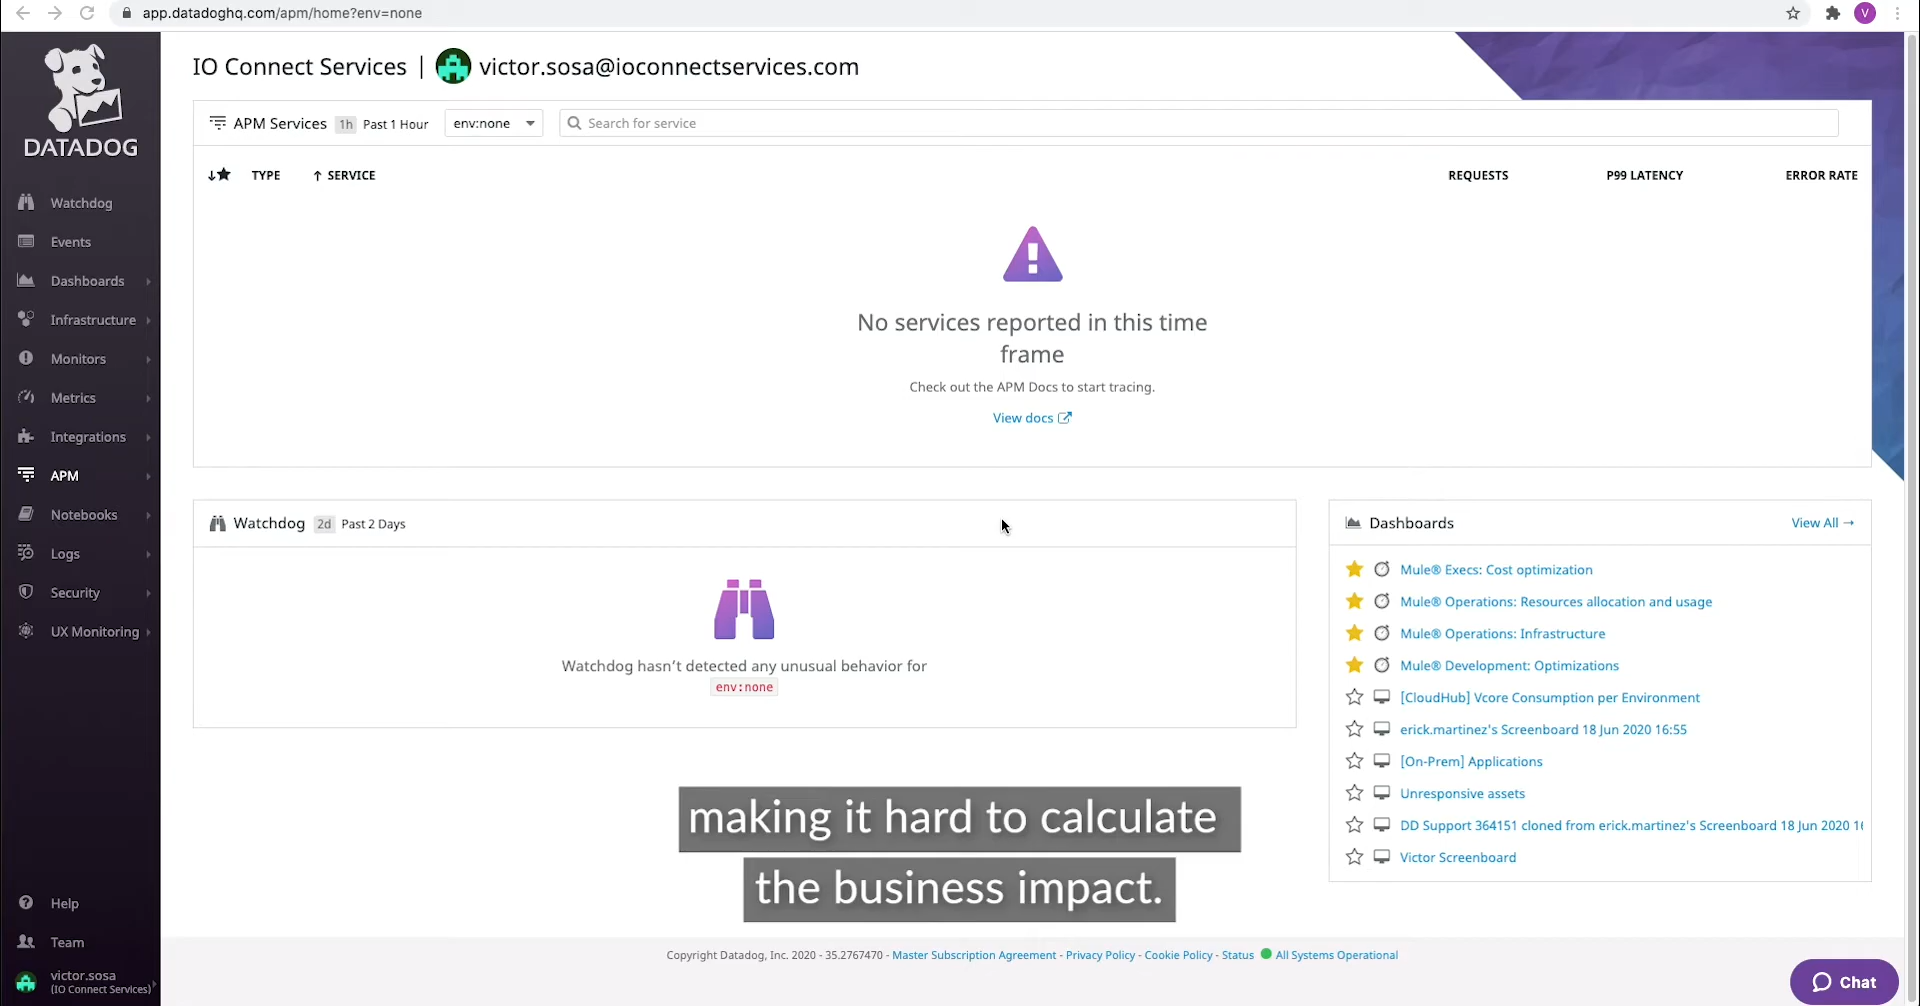 app.datadoghq.com/apm/home?env=none
V
DATADOG
Watchdog
Events
Dashboards
Infrastructure
Monitors
Metrics
Integrations
APM
Notebooks
Logs
Security
UX Monitoring
Help
Team
victor.sosa
(IO Connect Services)
IO Connect Services | victor.sosa@ioconnectservices.com
APM Services 1h Past 1 Hour env:none Search for service
TYPE ↑ SERVICE REQUESTS P99 LATENCY ERROR RATE
No services reported in this time
frame
Check out the APM Docs to start tracing.
View docs
Watchdog 2d Past 2 Days
Watchdog hasn't detected any unusual behavior for
env:none
Dashboards View All →
Mule® Execs: Cost optimization
Mule® Operations: Resources allocation and usage
Mule® Operations: Infrastructure
Mule® Development: Optimizations
[CloudHub] Vcore Consumption per Environment
erick.martinez's Screenboard 18 Jun 2020 16:55
[On-Prem] Applications
Unresponsive assets
DD Support 364151 cloned from erick.martinez's Screenboard 18 Jun 2020 16
Victor Screenboard
making it hard to calculate
the business impact.
Copyright Datadog, Inc. 2020 - 35.2767470 - Master Subscription Agreement - Privacy Policy - Cookie Policy - Status All Systems Operational
Chat